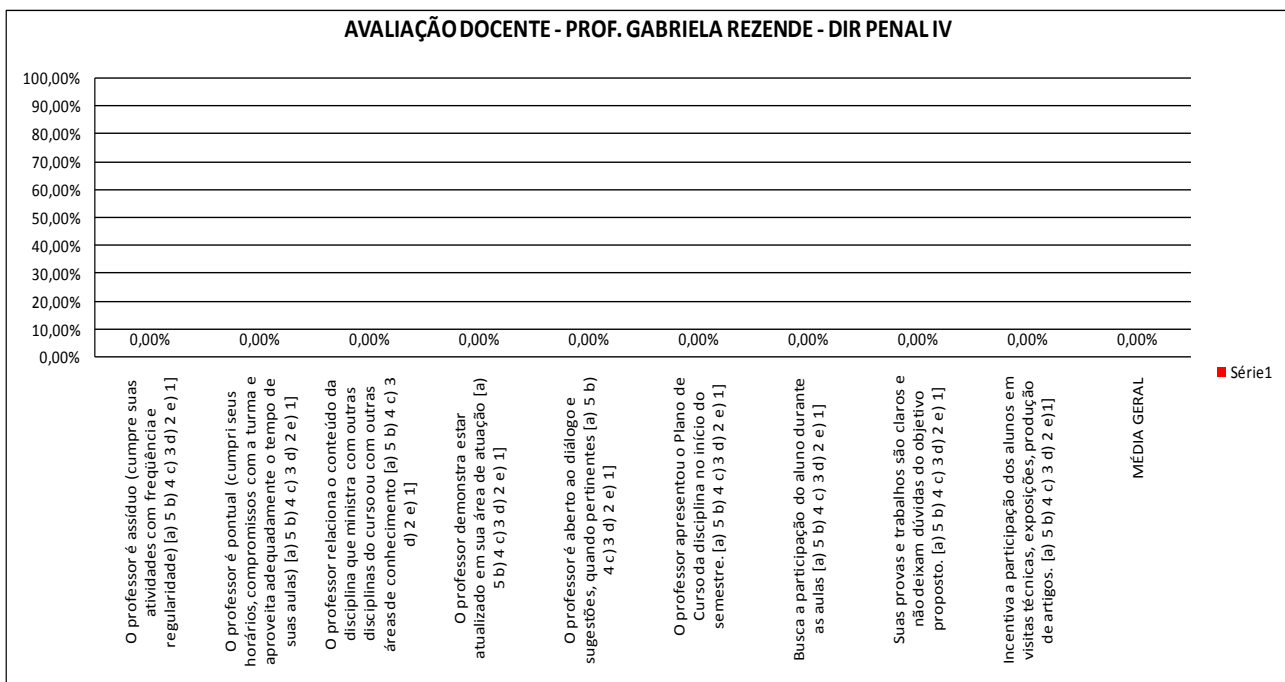 AVALIAÇÃO DOCENTE - PROF. GABRIELA REZENDE - DIR PENAL IV
100,00%
90,00%
80,00%
70,00%
60,00%
50,00%
40,00%
30,00%
20,00%
10,00%
0,00%
0,00% 0,00% 0,00% 0,00% 0,00% 0,00% 0,00% 0,00% 0,00% 0,00%
O professor é assíduo (cumpre suas
atividades com freqüência e
regularidade) [a) 5 b) 4 c) 3 d) 2 e) 1]
O professor é pontual (cumpri seus
horários, compromissos com a turma e
aproveita adequadamente o tempo de
suas aulas) [a) 5 b) 4 c) 3 d) 2 e) 1]
O professor relaciona o conteúdo da
disciplina que ministra com outras
disciplinas do curso ou com outras
áreas de conhecimento [a) 5 b) 4 c) 3
d) 2 e) 1]
O professor demonstra estar
atualizado em sua área de atuação [a)
5 b) 4 c) 3 d) 2 e) 1]
O professor é aberto ao diálogo e
sugestões, quando pertinentes [a) 5 b)
4 c) 3 d) 2 e) 1]
O professor apresentou o Plano de
Curso da disciplina no início do
semestre. [a) 5 b) 4 c) 3 d) 2 e) 1]
Busca a participação do aluno durante
as aulas [a) 5 b) 4 c) 3 d) 2 e) 1]
Suas provas e trabalhos são claros e
não deixam dúvidas do objetivo
proposto. [a) 5 b) 4 c) 3 d) 2 e) 1]
Incentiva a participação dos alunos em
visitas técnica, exposições, produção
de artigos. [a) 5 b) 4 c) 3 d) 2 e) 1]
MÉDIA GERAL
Série1